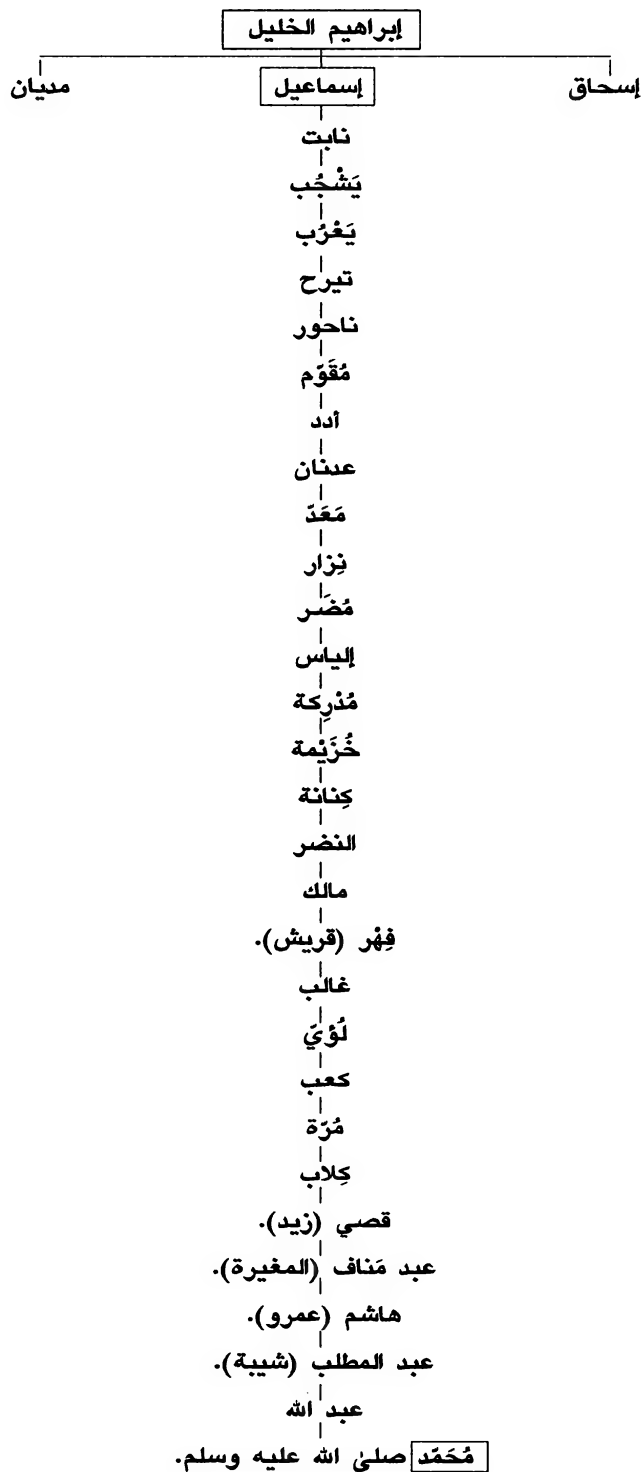 إبراهيم الخليل
إسحاق إسماعيل مديان
نابت
يَشْجُب
يَعْرُب
تيرح
ناحور
مُقَوّم
أدد
عدنان
مَعَدّ
نِزار
مُضَر
إلياس
مُدْرِكة
خُزَيْمة
كِنانة
النضر
مالك
فِهْر (قريش).
غالب
لُؤيّ
كعب
مُرّة
كِلاب
قصي (زيد).
عبد مَناف (المغيرة).
هاشم (عمرو).
عبد المطلب (شيبة).
عبد الله
مُحَمّد صلىٰ الله عليه وسلم.